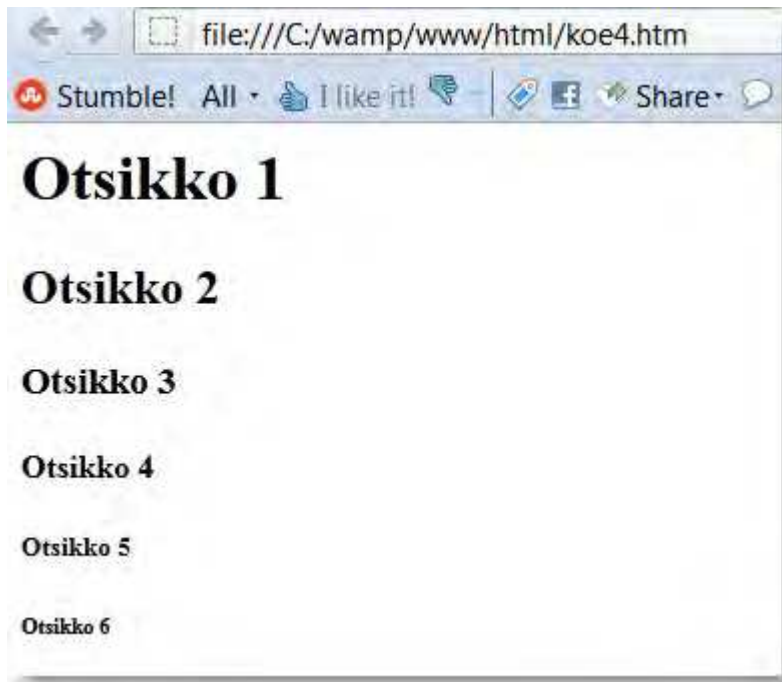 file:///C:/wamp/www/html/koe4.htm
Stumble! All I like it! Share
Otsikko 1
Otsikko 2
Otsikko 3
Otsikko 4
Otsikko 5
Otsikko 6